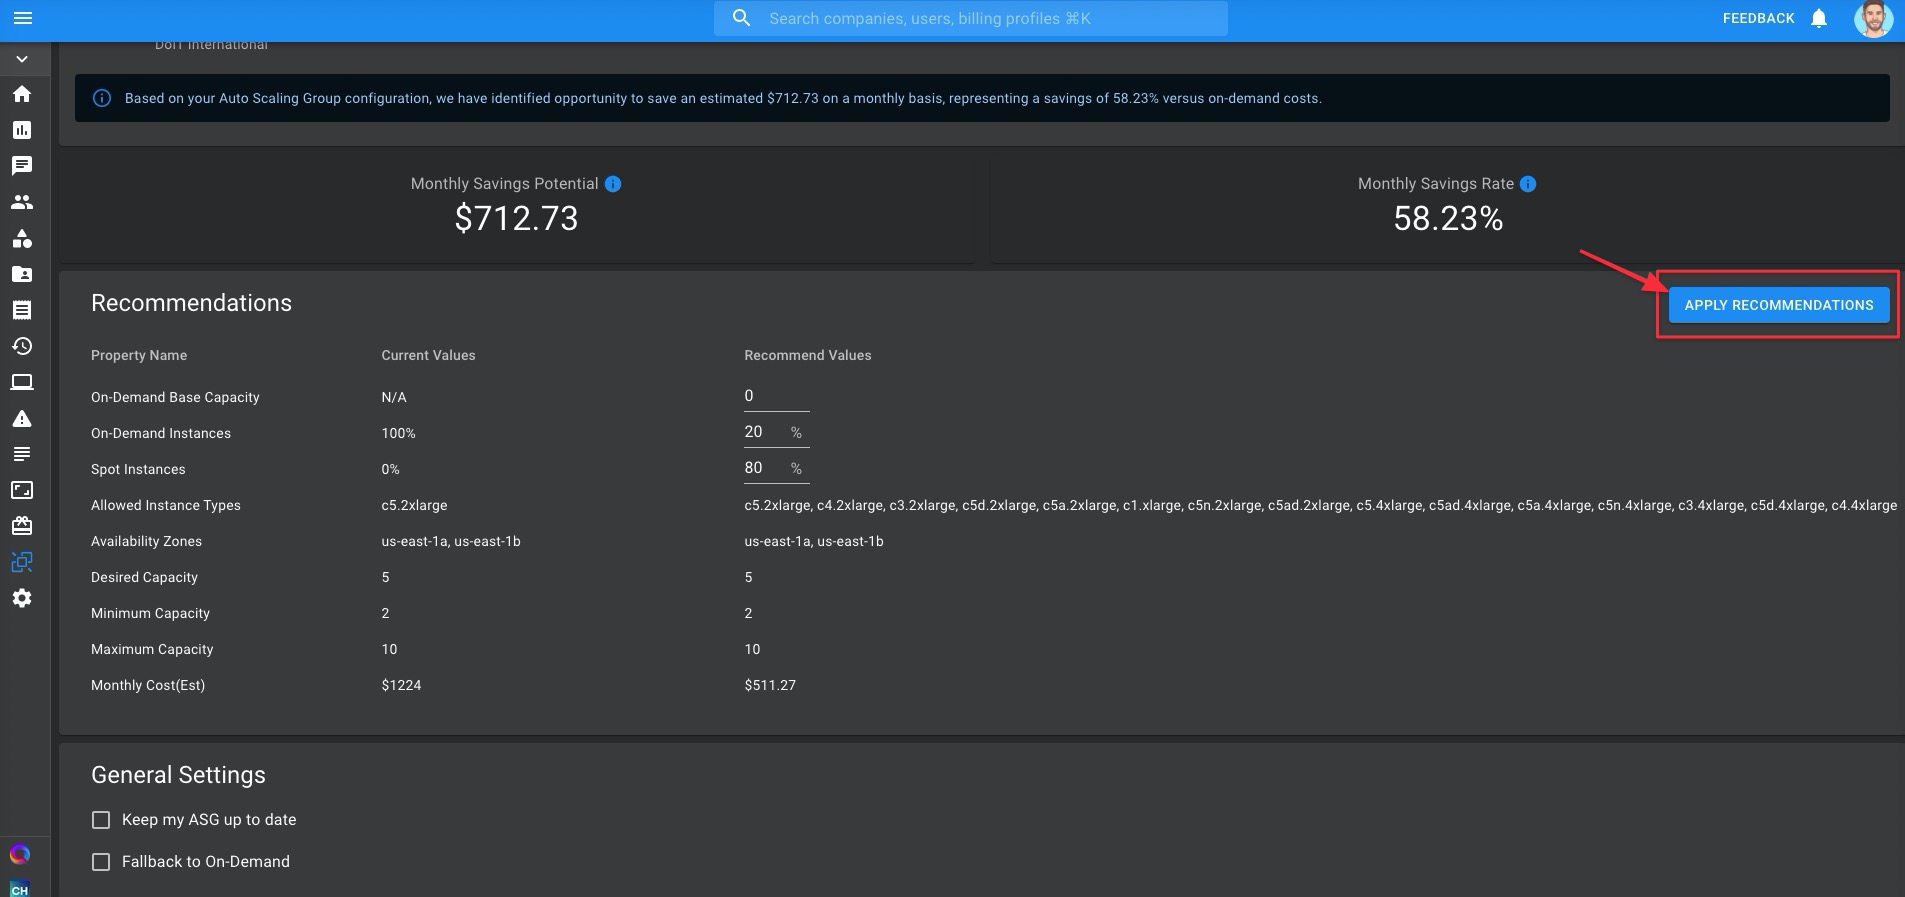 Search companies, users, billing profiles ⌘K
FEEDBACK
DoiT International
Based on your Auto Scaling Group configuration, we have identified opportunity to save an estimated $712.73 on a monthly basis, representing a savings of 58.23% versus on-demand costs.
Monthly Savings Potential
$712.73
Monthly Savings Rate
58.23%
Recommendations
APPLY RECOMMENDATIONS
Property Name Current Values Recommend Values
On-Demand Base Capacity N/A 0
On-Demand Instances 100% 20 %
Spot Instances 0% 80 %
Allowed Instance Types c5.2xlarge c5.2xlarge, c4.2xlarge, c3.2xlarge, c5d.2xlarge, c5a.2xlarge, c1.xlarge, c5n.2xlarge, c5ad.2xlarge, c5.4xlarge, c5ad.4xlarge, c5a.4xlarge, c5n.4xlarge, c3.4xlarge, c5d.4xlarge, c4.4xlarge
Availability Zones us-east-1a, us-east-1b us-east-1a, us-east-1b
Desired Capacity 5 5
Minimum Capacity 2 2
Maximum Capacity 10 10
Monthly Cost(Est) $1224 $511.27
General Settings
Keep my ASG up to date
Fallback to On-Demand
CH